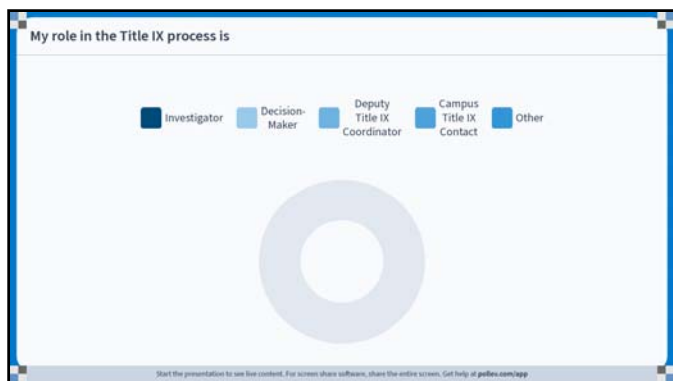 My role in the Title IX process is
Investigator
Decision-
Maker
Deputy
Title IX
Coordinator
Campus
Title IX
Contact
Other
Start the presentation to see live content. For screen share software, share the entire screen. Get help at pollev.com/app